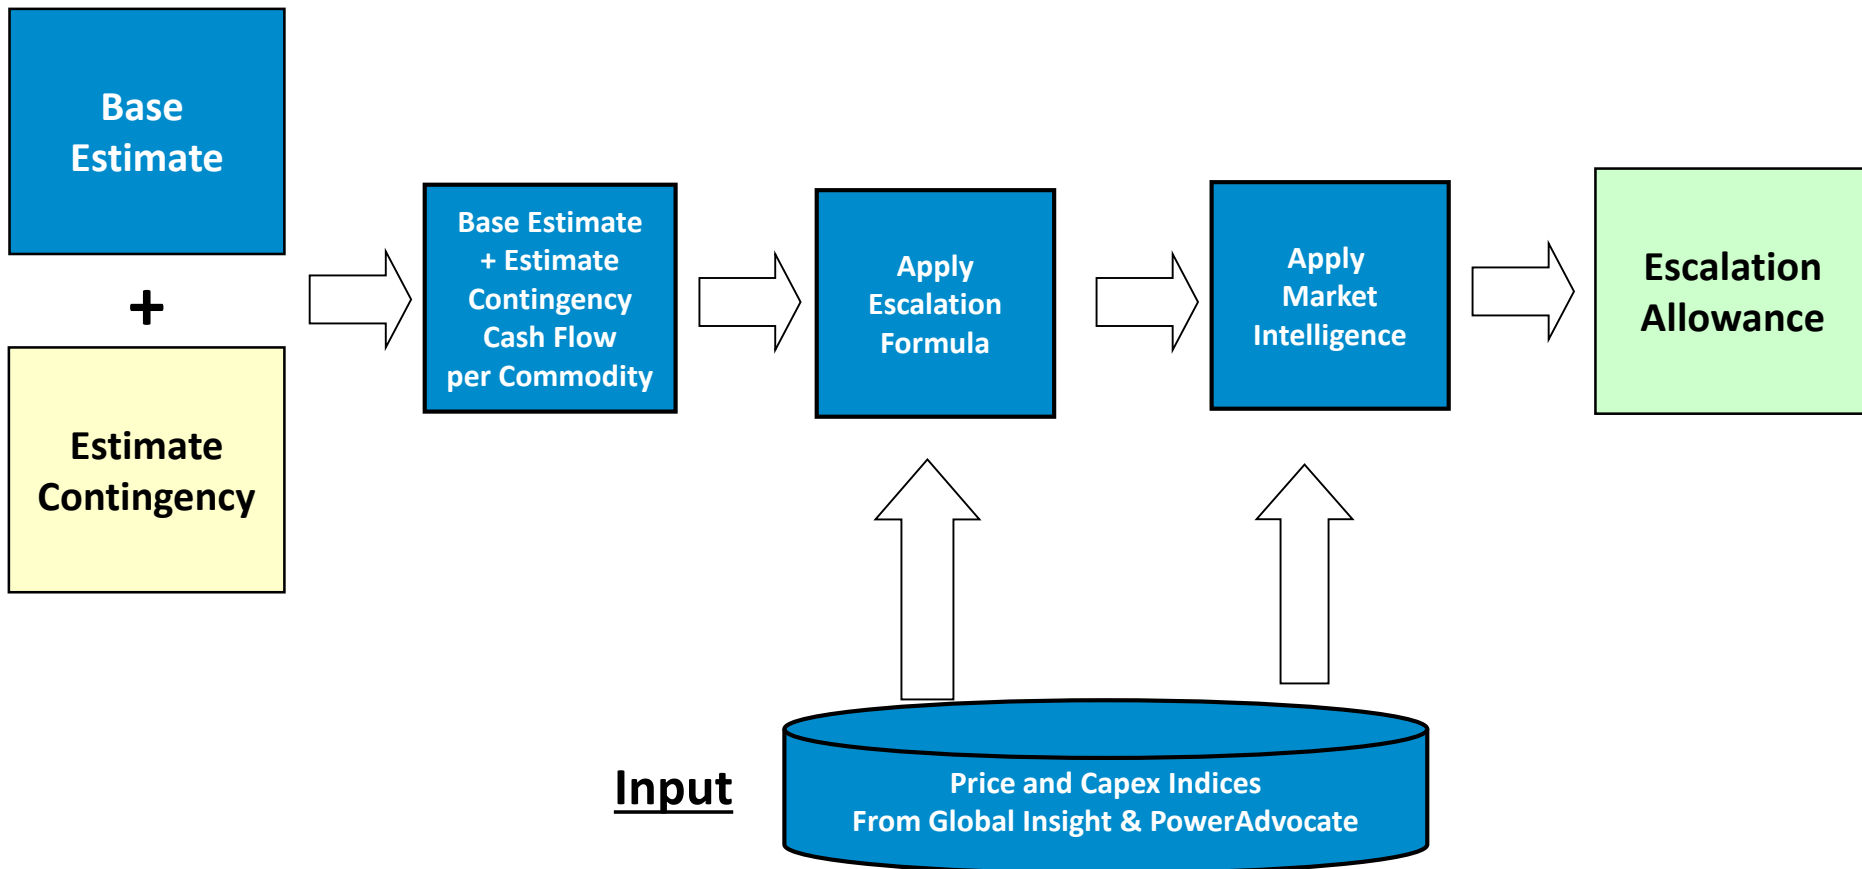 Base
Estimate
+
Estimate
Contingency
Base Estimate
+ Estimate
Contingency
Cash Flow
per Commodity
Apply
Escalation
Formula
Apply
Market
Intelligence
Escalation
Allowance
Input
Price and Capex Indices
From Global Insight & PowerAdvocate